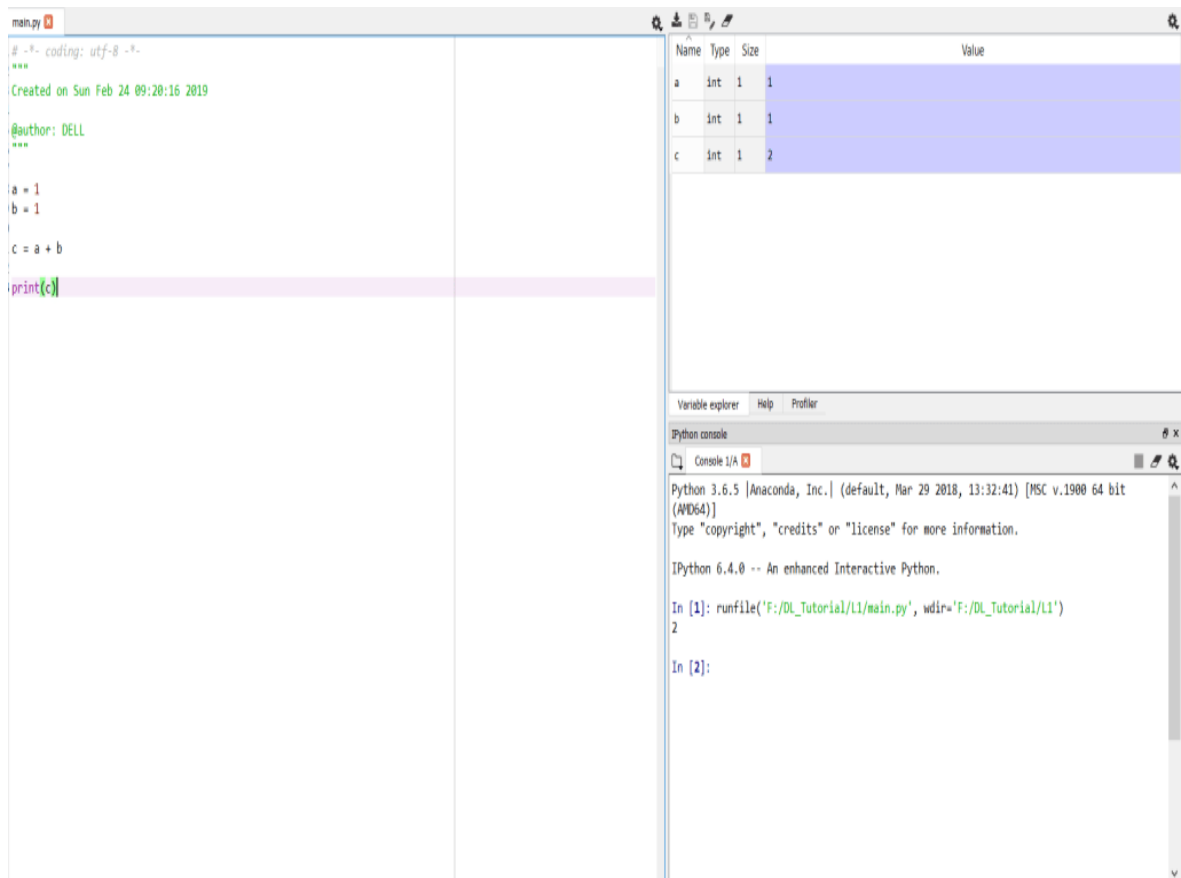 main.py
# -*- coding: utf-8 -*-
"""
Created on Sun Feb 24 09:20:16 2019
@author: DELL
"""
a = 1
b = 1
c = a + b
print(c)
Name Type Size Value
a int 1 1
b int 1 1
c int 1 2
Variable explorer Help Profiler
IPython console
Console 1/A
Python 3.6.5 |Anaconda, Inc.| (default, Mar 29 2018, 13:32:41) [MSC v.1900 64 bit
(AMD64)]
Type "copyright", "credits" or "license" for more information.
IPython 6.4.0 -- An enhanced Interactive Python.
In [1]: runfile('F:/DL_Tutorial/L1/main.py', wdir='F:/DL_Tutorial/L1')
2
In [2]: